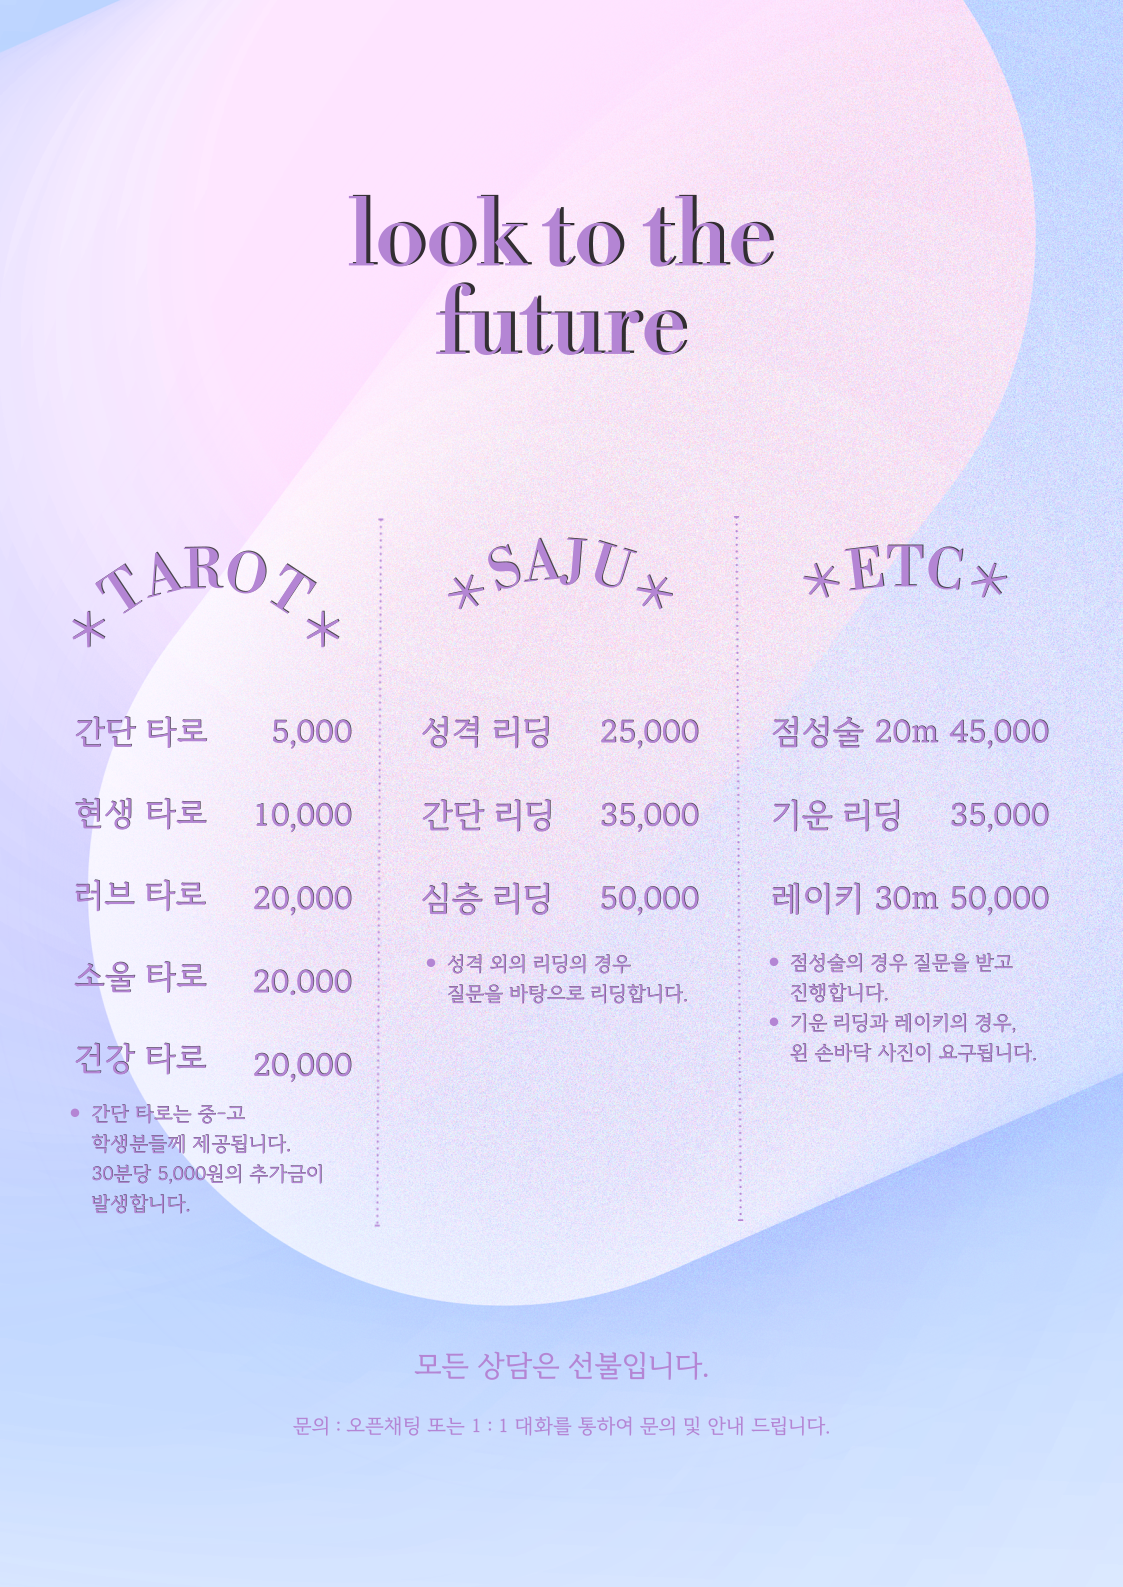 look to the
future
*TAROT*
간단 타로 5,000
현생 타로 10,000
러브 타로 20,000
소울 타로 20.000
건강 타로 20,000
• 간단 타로는 중-고
학생분들께 제공됩니다.
30분당 5,000원의 추가금이
발생합니다.
*SAJU*
성격 리딩 25,000
간단 리딩 35,000
심층 리딩 50,000
• 성격 외의 리딩의 경우
질문을 바탕으로 리딩합니다.
*ETC*
점성술 20m 45,000
기운 리딩 35,000
레이키 30m 50,000
• 점성술의 경우 질문을 받고
진행합니다.
• 기운 리딩과 레이키의 경우,
왼 손바닥 사진이 요구됩니다.
모든 상담은 선불입니다.
문의 : 오픈채팅 또는 1 : 1 대화를 통하여 문의 및 안내 드립니다.